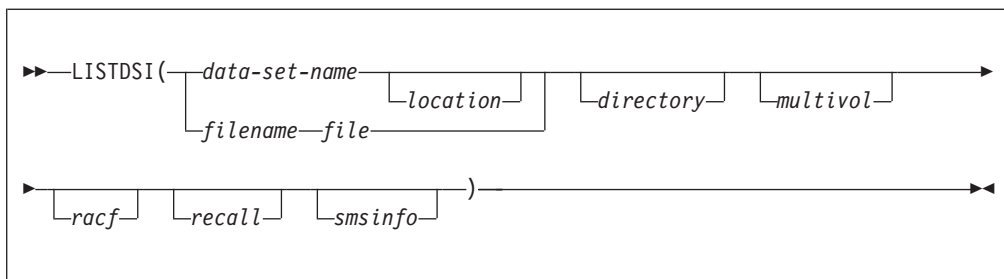 LISTDSI( data-set-name location directory multivol
filename file
racf recall smsinfo )